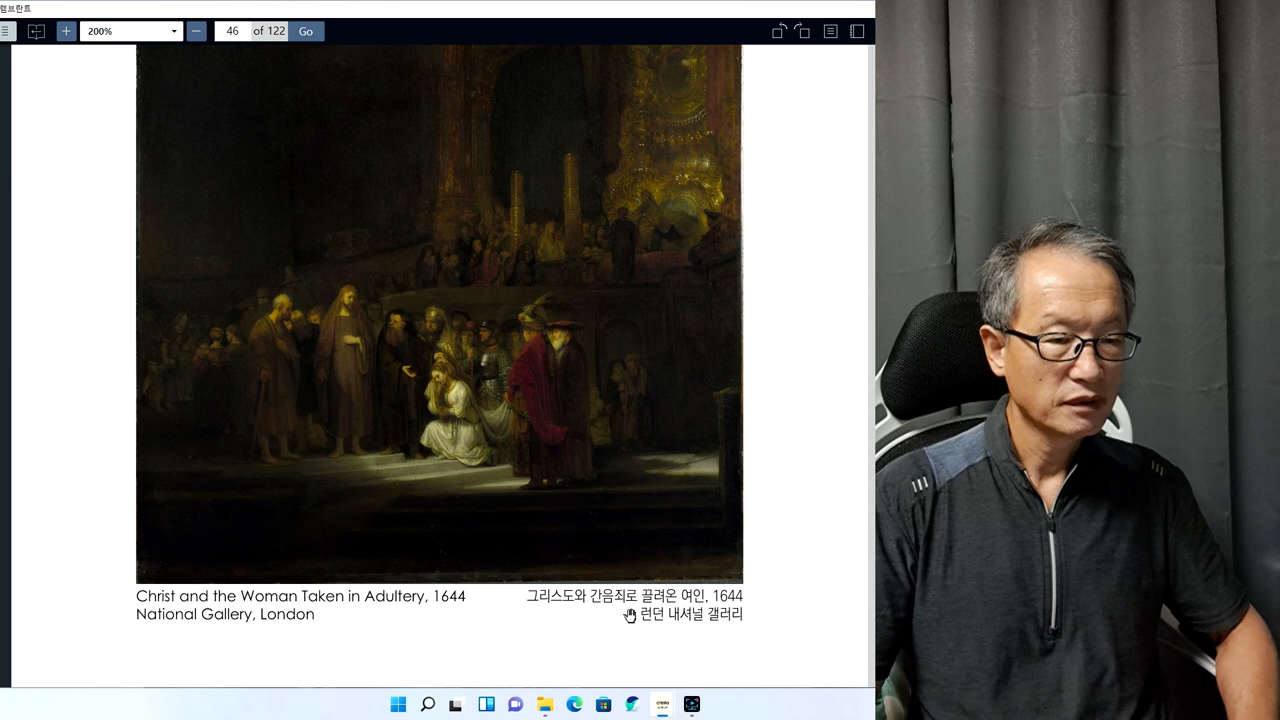 렘브란트
200%
46 of 122 Go
Christ and the Woman Taken in Adultery, 1644
National Gallery, London
그리스도와 간음죄로 끌려온 여인, 1644
런던 내셔널 갤러리